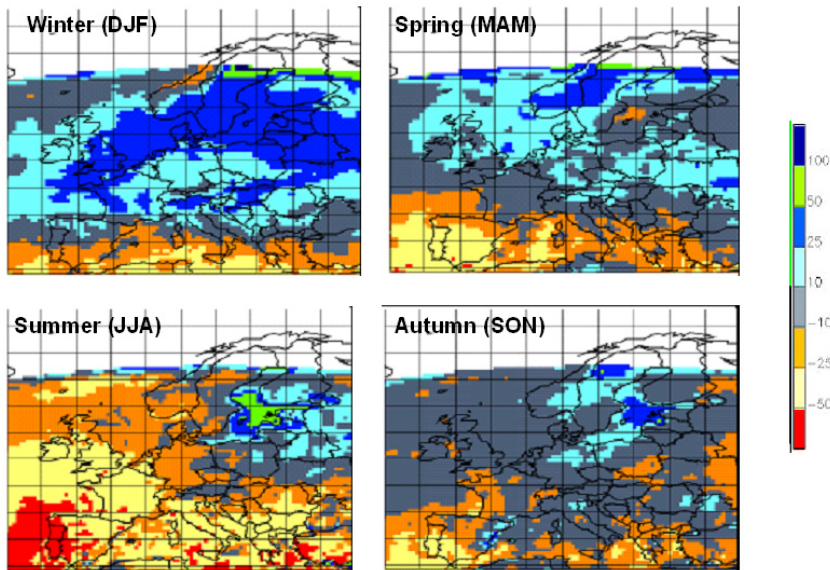 Winter (DJF)
Spring (MAM)
Summer (JJA)
Autumn (SON)
100
50
25
10
-10
-25
-50